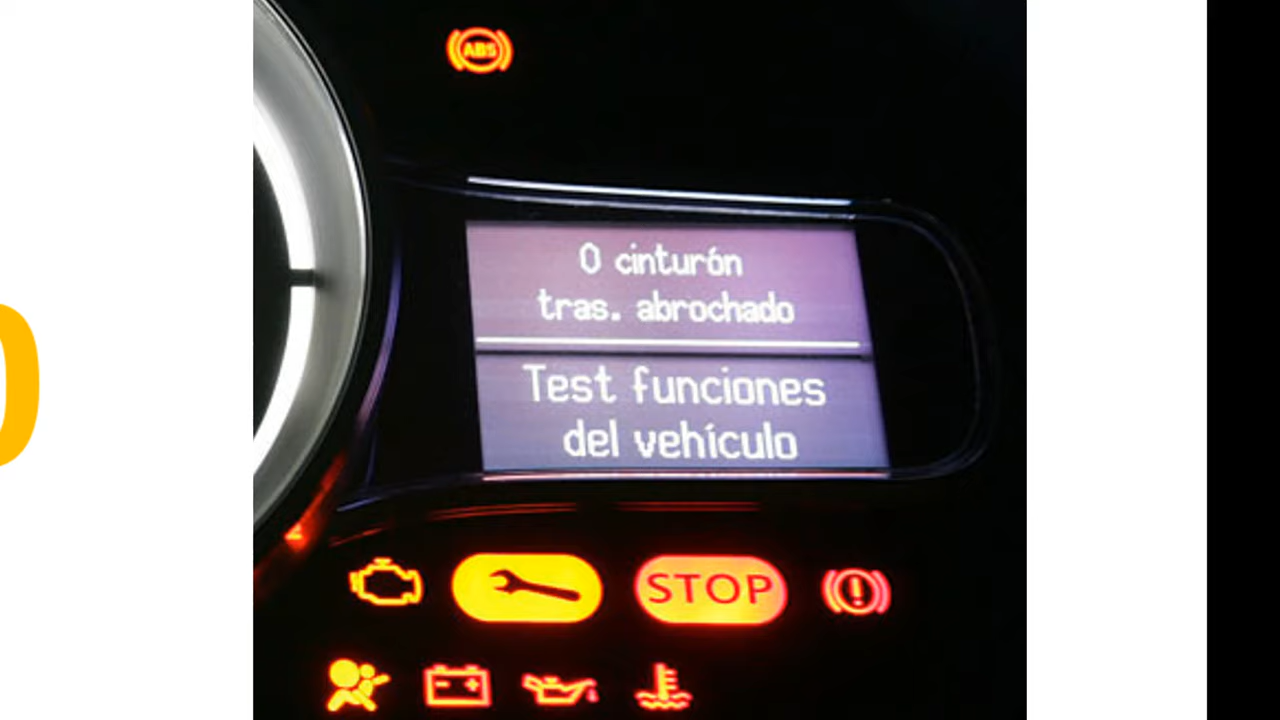 ABS
0 cinturón
tras. abrochado
Test funciones
del vehículo
STOP